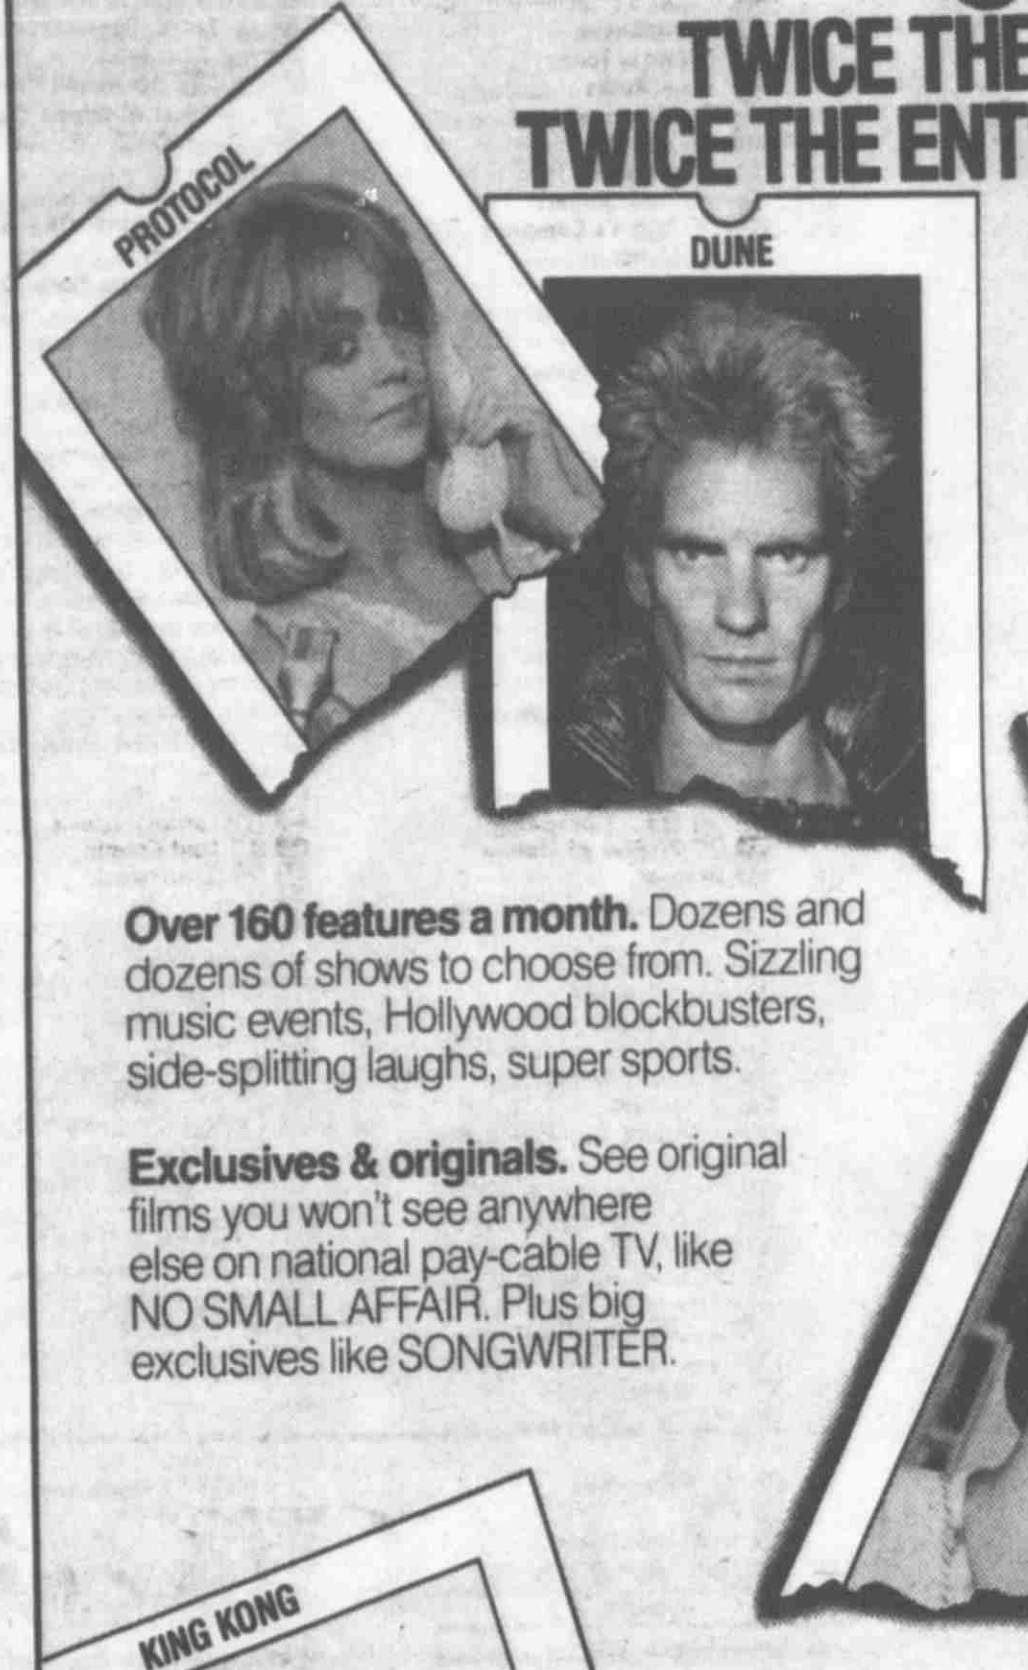 TWICE THE
TWICE THE ENT
PROTOCOL
DUNE
Over 160 features a month. Dozens and
dozens of shows to choose from. Sizzling
music events, Hollywood blockbusters,
side-splitting laughs, super sports.
Exclusives & originals. See original
films you won't see anywhere
else on national pay-cable TV, like
NO SMALL AFFAIR. Plus big
exclusives like SONGWRITER.
KING KONG